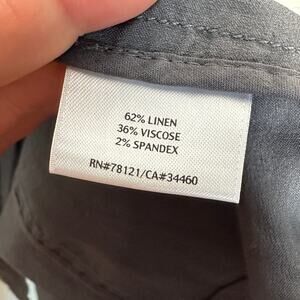 62% LINEN
36% VISCOSE
2% SPANDEX
RN#78121/CA#34460